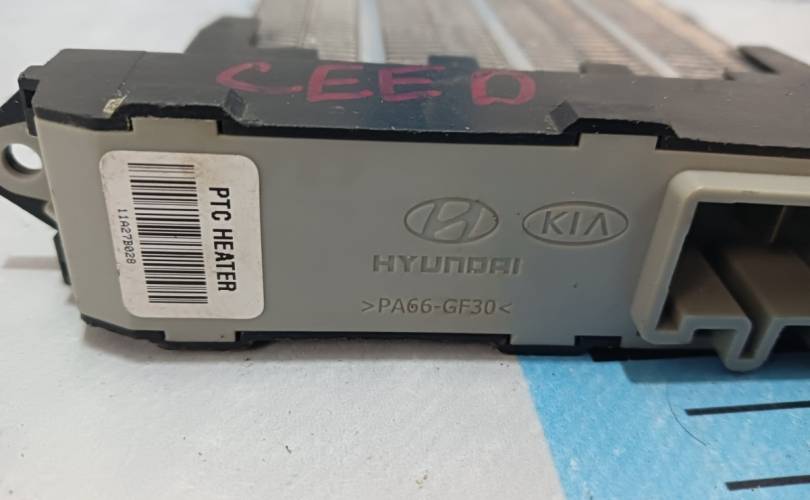 CEED
PTC HEATER
11A27B028
KIA
HYUNDAI
>PA66-GF30<